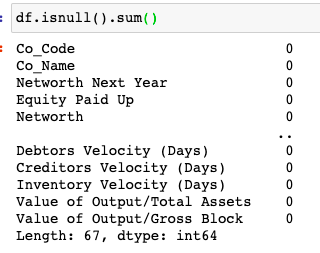 df.isnull().sum()
Co_Code 0
Co_Name 0
Networth Next Year 0
Equity Paid Up 0
Networth 0
..
Debtors Velocity (Days) 0
Creditors Velocity (Days) 0
Inventory Velocity (Days) 0
Value of Output/Total Assets 0
Value of Output/Gross Block 0
Length: 67, dtype: int64